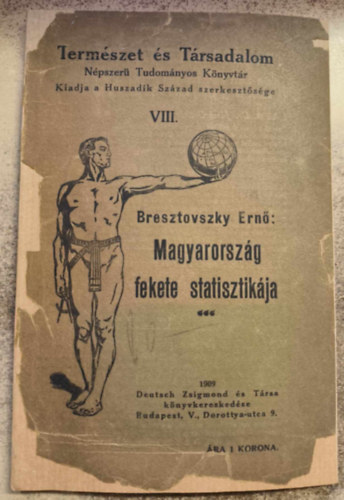 Természet és Társadalom
Népszerű Tudományos Könyvtár
Kiadja a Huszadik Század szerkesztősége
VIII.
Bresztovszky Ernő:
Magyarország
fekete statisztikája
1909
Deutsch Zsigmond és Társa
könyvkereskedése
Budapest, V., Dorottya-utca 9.
ÁRA 1 KORONA.